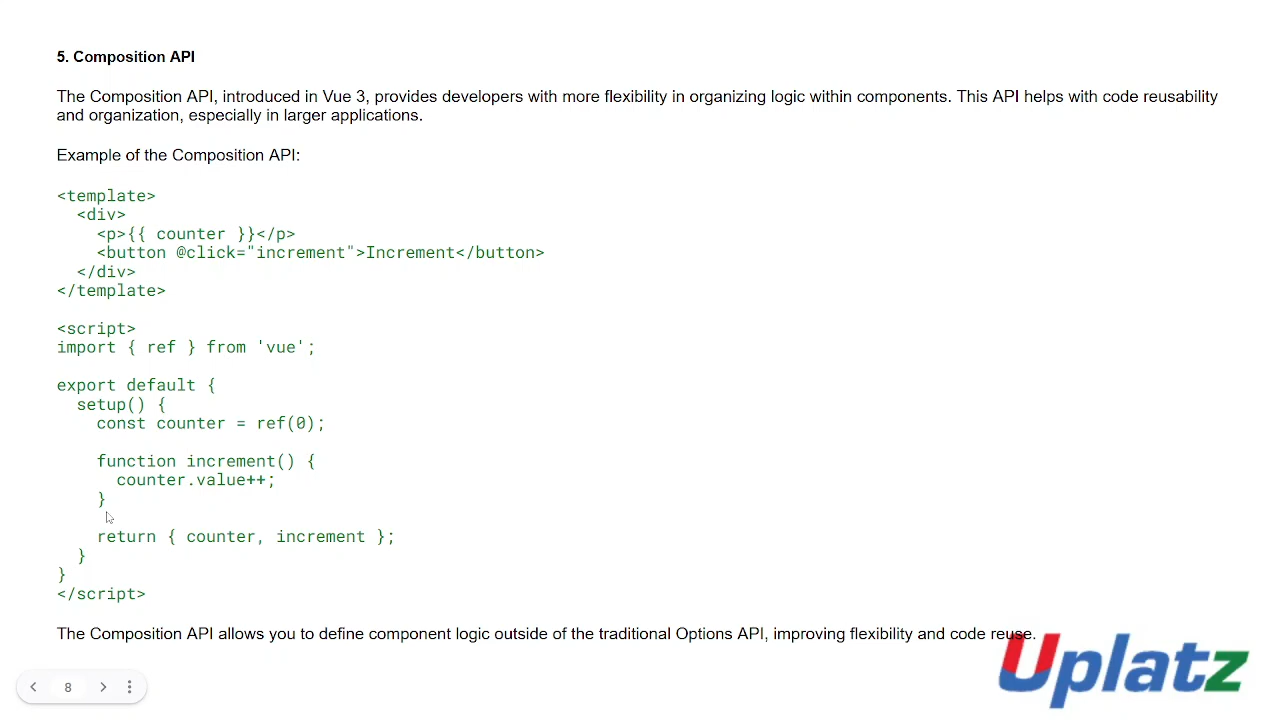 5. Composition API
The Composition API, introduced in Vue 3, provides developers with more flexibility in organizing logic within components. This API helps with code reusability
and organization, especially in larger applications.
Example of the Composition API:
<template>
  <div>
    <p>{{ counter }}</p>
    <button @click="increment">Increment</button>
  </div>
</template>
<script>
import { ref } from 'vue';
export default {
  setup() {
    const counter = ref(0);
    function increment() {
      counter.value++;
    }
    return { counter, increment };
  }
}
</script>
The Composition API allows you to define component logic outside of the traditional Options API, improving flexibility and code reuse.
Uplatz
8